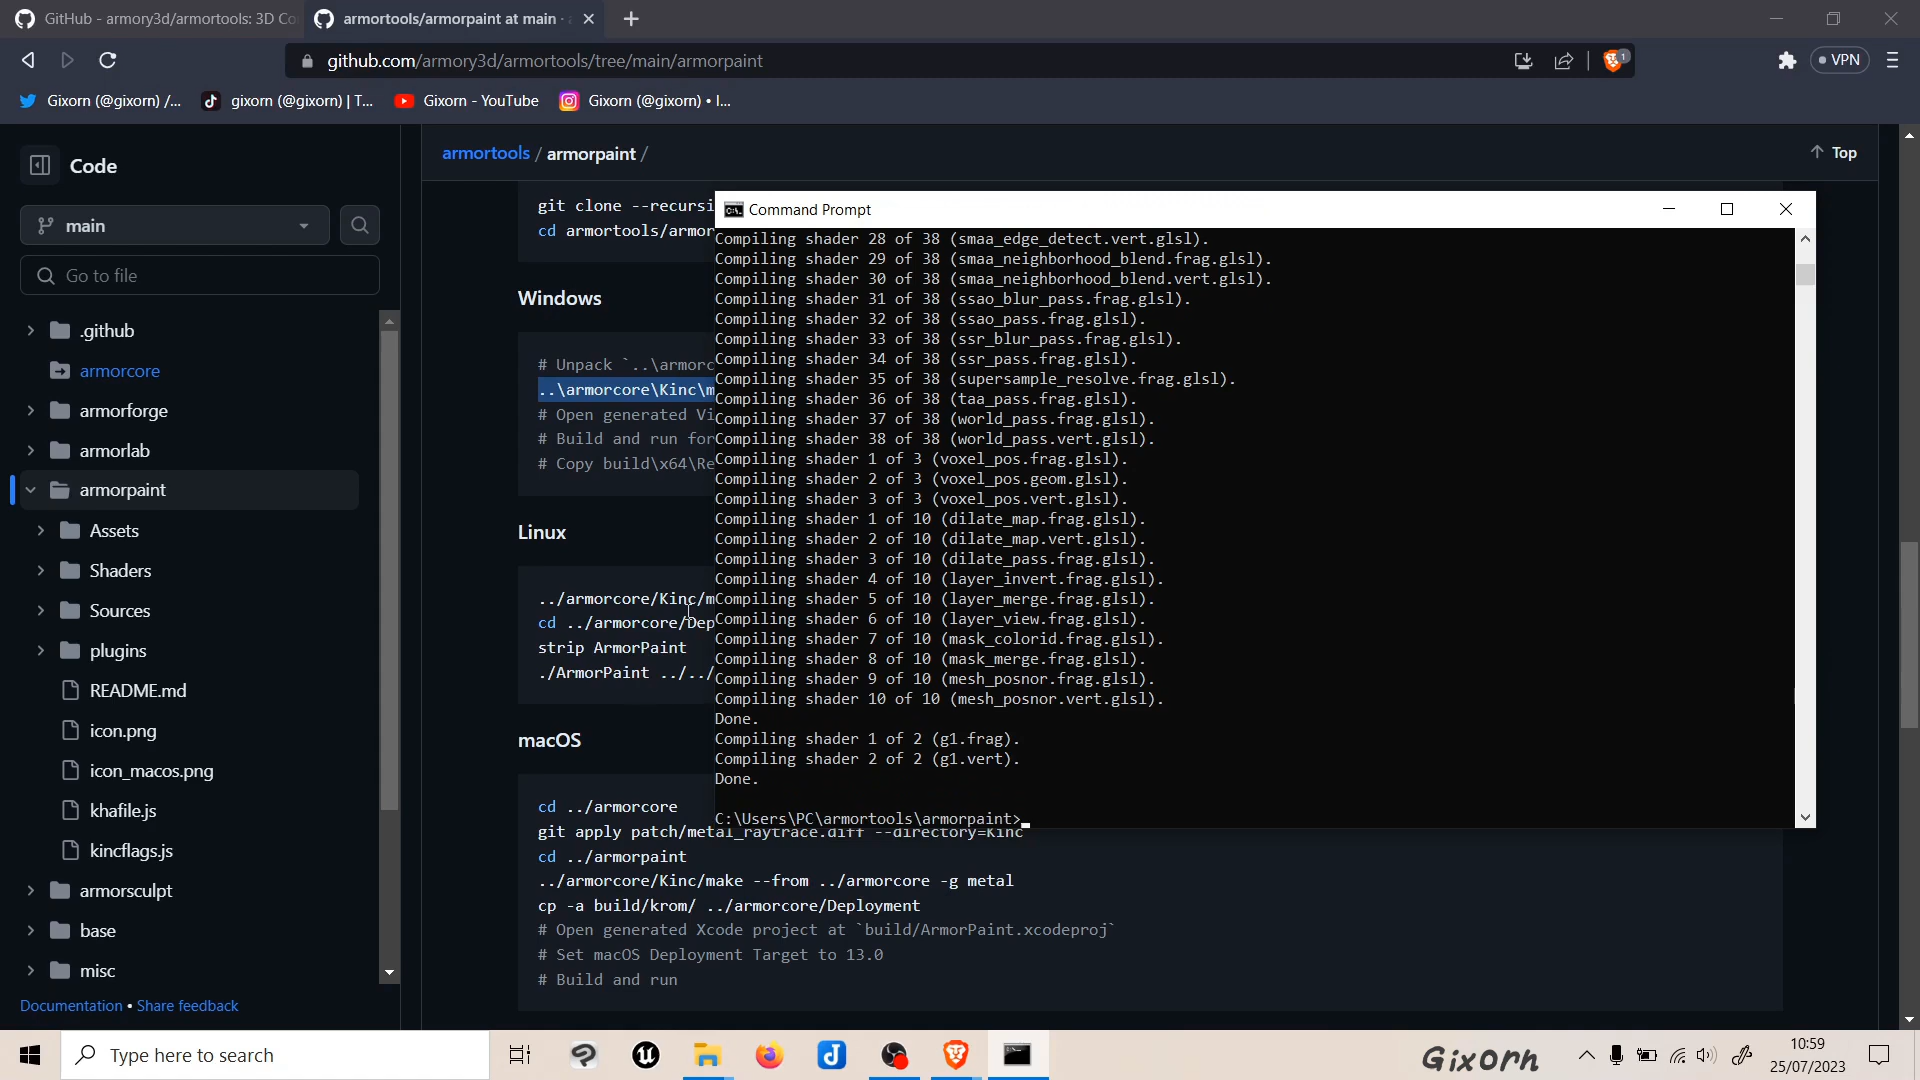 GitHub - armory3d/armortools: 3D Co
armortools/armorpaint at main ·
github.com/armory3d/armortools/tree/main/armorpaint
1
VPN
Gixorn (@gixorn) /...
gixorn (@gixorn) | T...
Gixorn - YouTube
Gixorn (@gixorn) • I...
Code
main
Go to file
.github
armorcore
armorforge
armorlab
armorpaint
Assets
Shaders
Sources
plugins
README.md
icon.png
icon_macos.png
khafile.js
kincflags.js
armorsculpt
base
misc
Documentation • Share feedback
armortools / armorpaint /
Top
git clone --recursi
cd armortools/armor
Windows
# Unpack `..\armorc
..\armorcore\Kinc\m
# Open generated Vi
# Build and run for
# Copy build\x64\Re
Linux
../armorcore/Kinc/m
cd ../armorcore/Dep
strip ArmorPaint
./ArmorPaint ../../
macOS
cd ../armorcore
git apply patch/metal_raytrace.diff --directory=Kinc
cd ../armorpaint
../armorcore/Kinc/make --from ../armorcore -g metal
cp -a build/krom/ ../armorcore/Deployment
# Open generated Xcode project at `build/ArmorPaint.xcodeproj`
# Set macOS Deployment Target to 13.0
# Build and run
C:\.
Command Prompt
Compiling shader 28 of 38 (smaa_edge_detect.vert.glsl).
Compiling shader 29 of 38 (smaa_neighborhood_blend.frag.glsl).
Compiling shader 30 of 38 (smaa_neighborhood_blend.vert.glsl).
Compiling shader 31 of 38 (ssao_blur_pass.frag.glsl).
Compiling shader 32 of 38 (ssao_pass.frag.glsl).
Compiling shader 33 of 38 (ssr_blur_pass.frag.glsl).
Compiling shader 34 of 38 (ssr_pass.frag.glsl).
Compiling shader 35 of 38 (supersample_resolve.frag.glsl).
Compiling shader 36 of 38 (taa_pass.frag.glsl).
Compiling shader 37 of 38 (world_pass.frag.glsl).
Compiling shader 38 of 38 (world_pass.vert.glsl).
Compiling shader 1 of 3 (voxel_pos.frag.glsl).
Compiling shader 2 of 3 (voxel_pos.geom.glsl).
Compiling shader 3 of 3 (voxel_pos.vert.glsl).
Compiling shader 1 of 10 (dilate_map.frag.glsl).
Compiling shader 2 of 10 (dilate_map.vert.glsl).
Compiling shader 3 of 10 (dilate_pass.frag.glsl).
Compiling shader 4 of 10 (layer_invert.frag.glsl).
Compiling shader 5 of 10 (layer_merge.frag.glsl).
Compiling shader 6 of 10 (layer_view.frag.glsl).
Compiling shader 7 of 10 (mask_colorid.frag.glsl).
Compiling shader 8 of 10 (mask_merge.frag.glsl).
Compiling shader 9 of 10 (mesh_posnor.frag.glsl).
Compiling shader 10 of 10 (mesh_posnor.vert.glsl).
Done.
Compiling shader 1 of 2 (g1.frag).
Compiling shader 2 of 2 (g1.vert).
Done.
C:\Users\PC\armortools\armorpaint>
Type here to search
Gixorn
10:59
25/07/2023